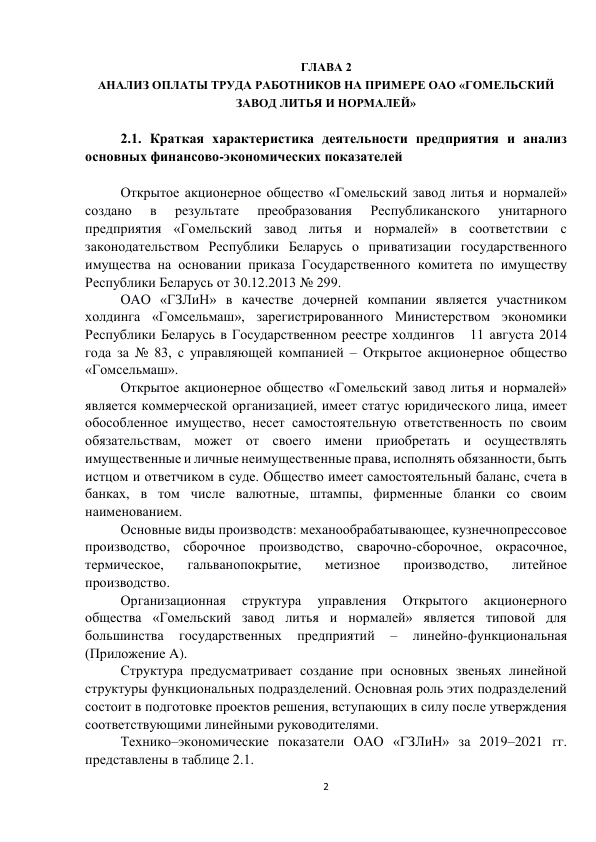 ГЛАВА 2
АНАЛИЗ ОПЛАТЫ ТРУДА РАБОТНИКОВ НА ПРИМЕРЕ ОАО «ГОМЕЛЬСКИЙ
ЗАВОД ЛИТЬЯ И НОРМАЛЕЙ»
2.1. Краткая характеристика деятельности предприятия и анализ
основных финансово-экономических показателей
Открытое акционерное общество «Гомельский завод литья и нормалей»
создано в результате преобразования Республиканского унитарного
предприятия «Гомельский завод литья и нормалей» в соответствии с
законодательством Республики Беларусь о приватизации государственного
имущества на основании приказа Государственного комитета по имуществу
Республики Беларусь от 30.12.2013 № 299.
ОАО «ГЗЛиН» в качестве дочерней компании является участником
холдинга «Гомсельмаш», зарегистрированного Министерством экономики
Республики Беларусь в Государственном реестре холдингов 11 августа 2014
года за № 83, с управляющей компанией – Открытое акционерное общество
«Гомсельмаш».
Открытое акционерное общество «Гомельский завод литья и нормалей»
является коммерческой организацией, имеет статус юридического лица, имеет
обособленное имущество, несет самостоятельную ответственность по своим
обязательствам, может от своего имени приобретать и осуществлять
имущественные и личные неимущественные права, исполнять обязанности, быть
истцом и ответчиком в суде. Общество имеет самостоятельный баланс, счета в
банках, в том числе валютные, штампы, фирменные бланки со своим
наименованием.
Основные виды производств: механообрабатывающее, кузнечнопрессовое
производство, сборочное производство, сварочно-сборочное, окрасочное,
термическое, гальванопокрытие, метизное производство, литейное
производство.
Организационная структура управления Открытого акционерного
общества «Гомельский завод литья и нормалей» является типовой для
большинства государственных предприятий – линейно-функциональная
(Приложение А).
Структура предусматривает создание при основных звеньях линейной
структуры функциональных подразделений. Основная роль этих подразделений
состоит в подготовке проектов решения, вступающих в силу после утверждения
соответствующими линейными руководителями.
Технико–экономические показатели ОАО «ГЗЛиН» за 2019–2021 гг.
представлены в таблице 2.1.
2